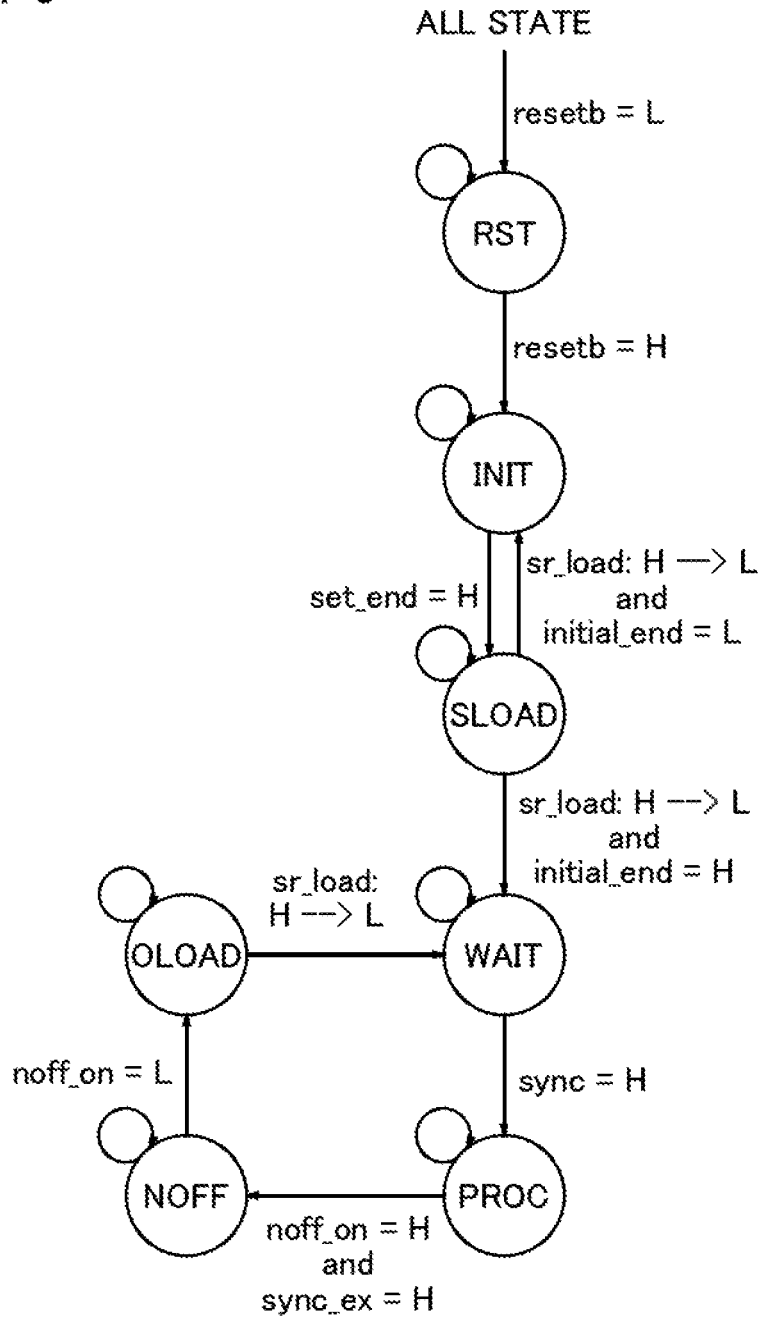 ALL STATE
resetb = L
RST
resetb = H
INIT
set_end = H
sr_load: H --> L
and
initial_end = L
SLOAD
sr_load: H --> L
and
initial_end = H
sr_load:
H --> L
OLOAD
WAIT
noff_on = L
sync = H
NOFF
PROC
noff_on = H
and
sync_ex = H